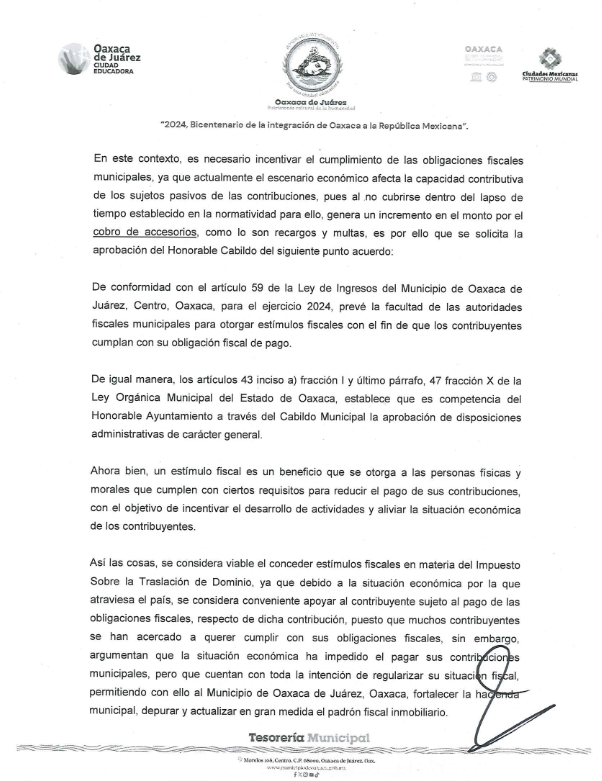 Oaxaca
de Juárez
CIUDAD
EDUCADORA
Oaxaca de Juárez
OAXACA
Ciudades Mexicanas
PATRIMONIO MUNDIAL
"2024, Bicentenario de la integración de Oaxaca a la República Mexicana".
En este contexto, es necesario incentivar el cumplimiento de las obligaciones fiscales
municipales, ya que actualmente el escenario económico afecta la capacidad contributiva
de los sujetos pasivos de las contribuciones, pues al no cubrirse dentro del lapso de
tiempo establecido en la normatividad para ello, genera un incremento en el monto por el
cobro de accesorios, como lo son recargos y multas, es por ello que se solicita la
aprobación del Honorable Cabildo del siguiente punto acuerdo:
De conformidad con el artículo 59 de la Ley de Ingresos del Municipio de Oaxaca de
Juárez, Centro, Oaxaca, para el ejercicio 2024, prevé la facultad de las autoridades
fiscales municipales para otorgar estímulos fiscales con el fin de que los contribuyentes
cumplan con su obligación fiscal de pago.
De igual manera, los artículos 43 inciso a) fracción I y último párrafo, 47 fracción X de la
Ley Orgánica Municipal del Estado de Oaxaca, establece que es competencia del
Honorable Ayuntamiento a través del Cabildo Municipal la aprobación de disposiciones
administrativas de carácter general.
Ahora bien, un estímulo fiscal es un beneficio que se otorga a las personas físicas y
morales que cumplen con ciertos requisitos para reducir el pago de sus contribuciones,
con el objetivo de incentivar el desarrollo de actividades y aliviar la situación económica
de los contribuyentes.
Así las cosas, se considera viable el conceder estímulos fiscales en materia del Impuesto
Sobre la Traslación de Dominio, ya que debido a la situación económica por la que
atraviesa el país, se considera conveniente apoyar al contribuyente sujeto al pago de las
obligaciones fiscales, respecto de dicha contribución, puesto que muchos contribuyentes
se han acercado a querer cumplir con sus obligaciones fiscales, sin embargo,
argumentan que la situación económica ha impedido el pagar sus contribuciones
municipales, pero que cuentan con toda la intención de regularizar su situación fiscal,
permitiendo con ello al Municipio de Oaxaca de Juárez, Oaxaca, fortalecer la hacienda
municipal, depurar y actualizar en gran medida el padrón fiscal inmobiliario.
Tesorería Municipal
Morelos 108, Centro, C.P. 68000, Oaxaca de Juárez, Oax.